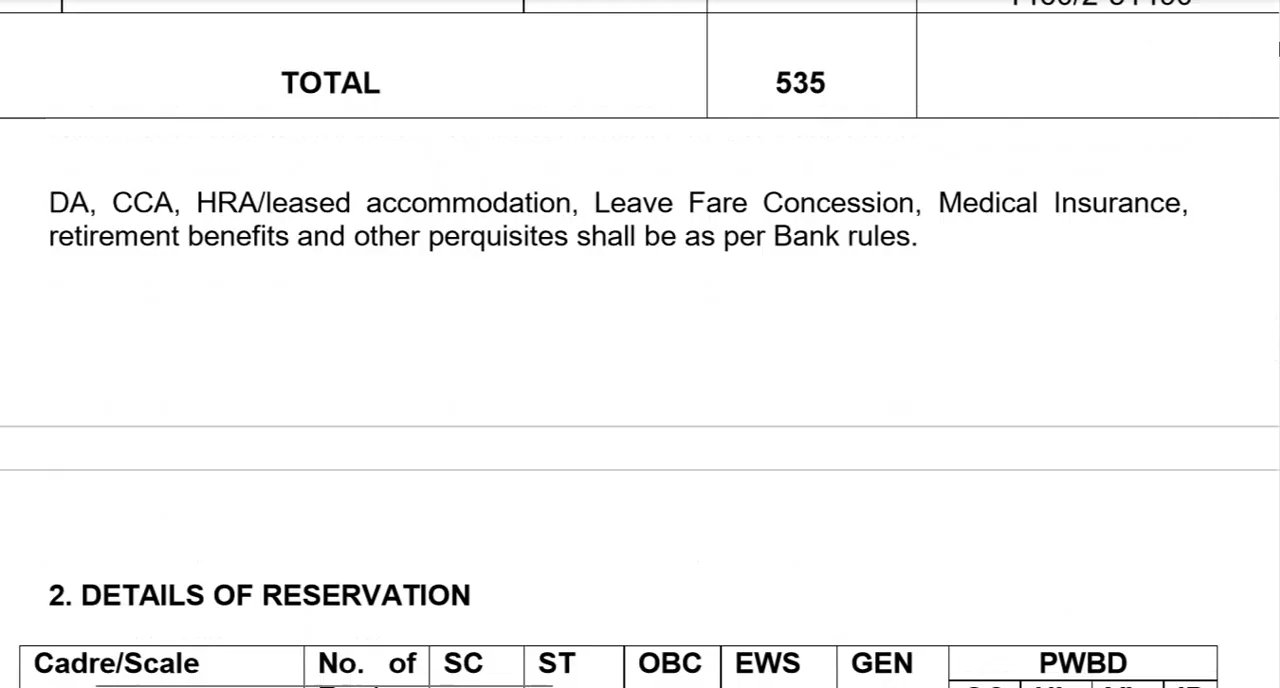 TOTAL 535
DA, CCA, HRA/leased accommodation, Leave Fare Concession, Medical Insurance,
retirement benefits and other perquisites shall be as per Bank rules.
2. DETAILS OF RESERVATION
Cadre/Scale No. of SC ST OBC EWS GEN PWBD